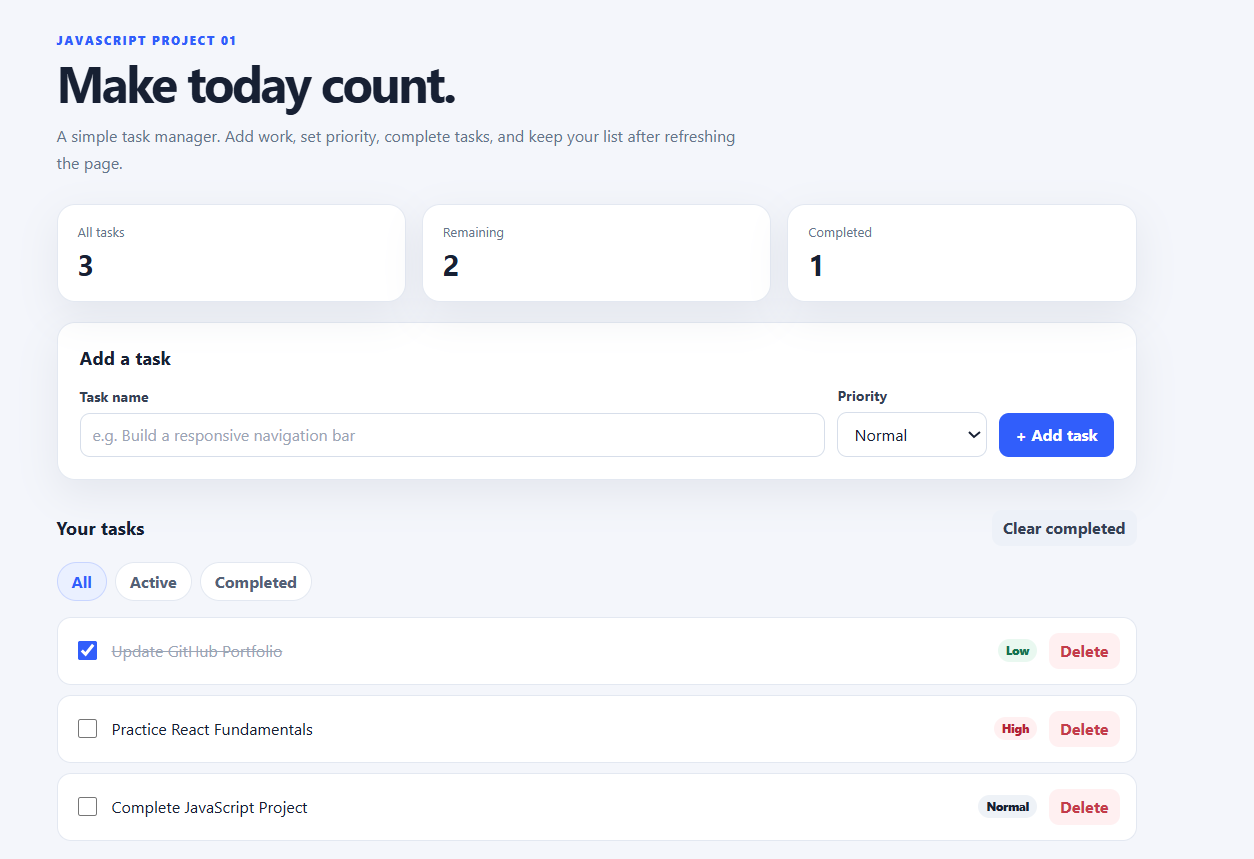 JAVASCRIPT PROJECT 01
Make today count.
A simple task manager. Add work, set priority, complete tasks, and keep your list after refreshing
the page.
All tasks
3
Remaining
2
Completed
1
Add a task
Task name
e.g. Build a responsive navigation bar
Priority
Normal
+ Add task
Your tasks
Clear completed
All
Active
Completed
Update GitHub Portfolio
Low
Delete
Practice React Fundamentals
High
Delete
Complete JavaScript Project
Normal
Delete